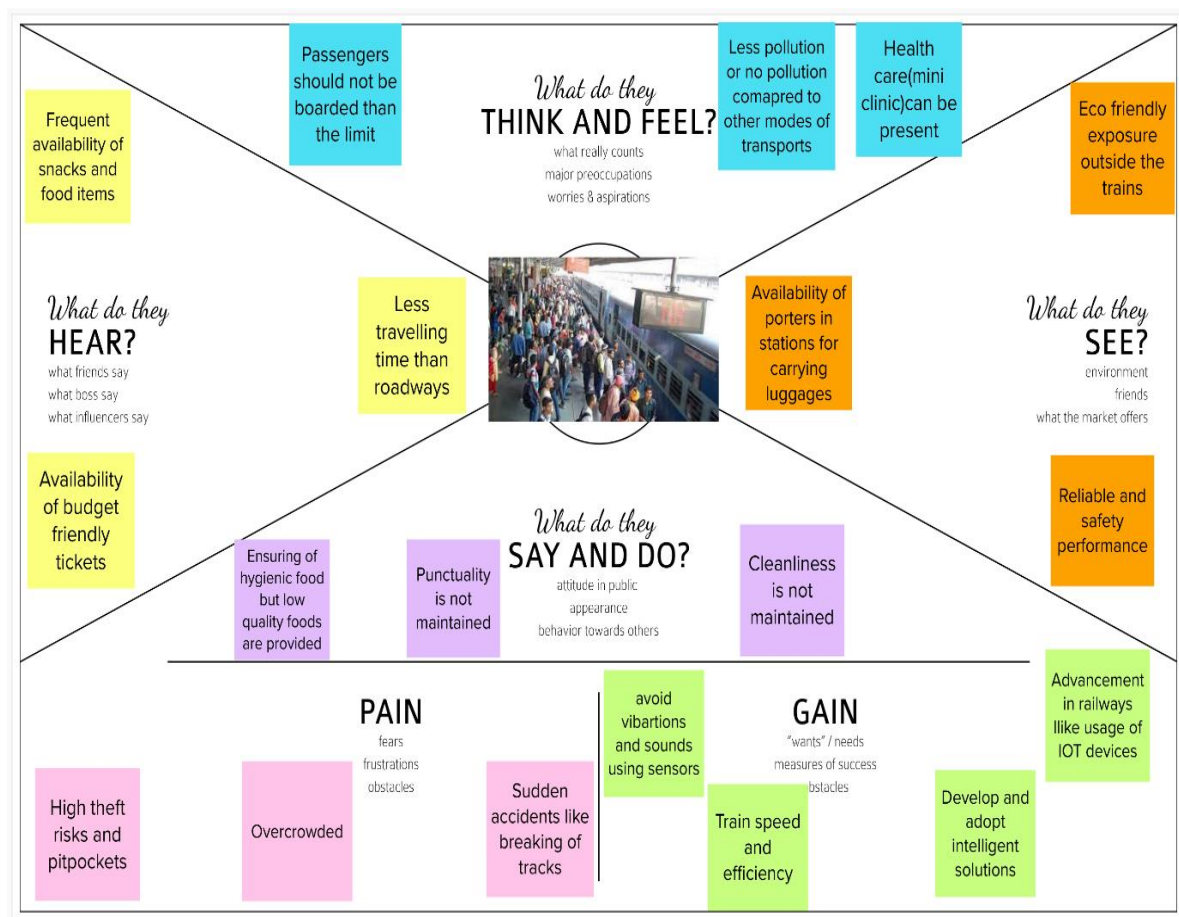 Passengers
should not be
boarded than
the limit
What do they
THINK AND FEEL?
what really counts
major preoccupations
worries & aspirations
Less pollution
or no pollution
comapred to
other modes of
transports
Health
care(mini
clinic)can be
present
Frequent
availability of
snacks and
food items
Eco friendly
exposure
outside the
trains
What do they
HEAR?
what friends say
what boss say
what influencers say
Less
travelling
time than
roadways
Availability of
porters in
stations for
carrying
luggages
What do they
SEE?
environment
friends
what the market offers
Availability
of budget
friendly
tickets
Reliable and
safety
performance
What do they
SAY AND DO?
attitude in public
appearance
behavior towards others
Ensuring of
hygienic food
but low
quality foods
are provided
Punctuality
is not
maintained
Cleanliness
is not
maintained
PAIN
fears
frustrations
obstacles
High theft
risks and
pitpockets
Overcrowded
Sudden
accidents like
breaking of
tracks
GAIN
"wants" / needs
measures of success
obstacles
avoid
vibartions
and sounds
using sensors
Train speed
and
efficiency
Develop and
adopt
intelligent
solutions
Advancement
in railways
llike usage of
IOT devices